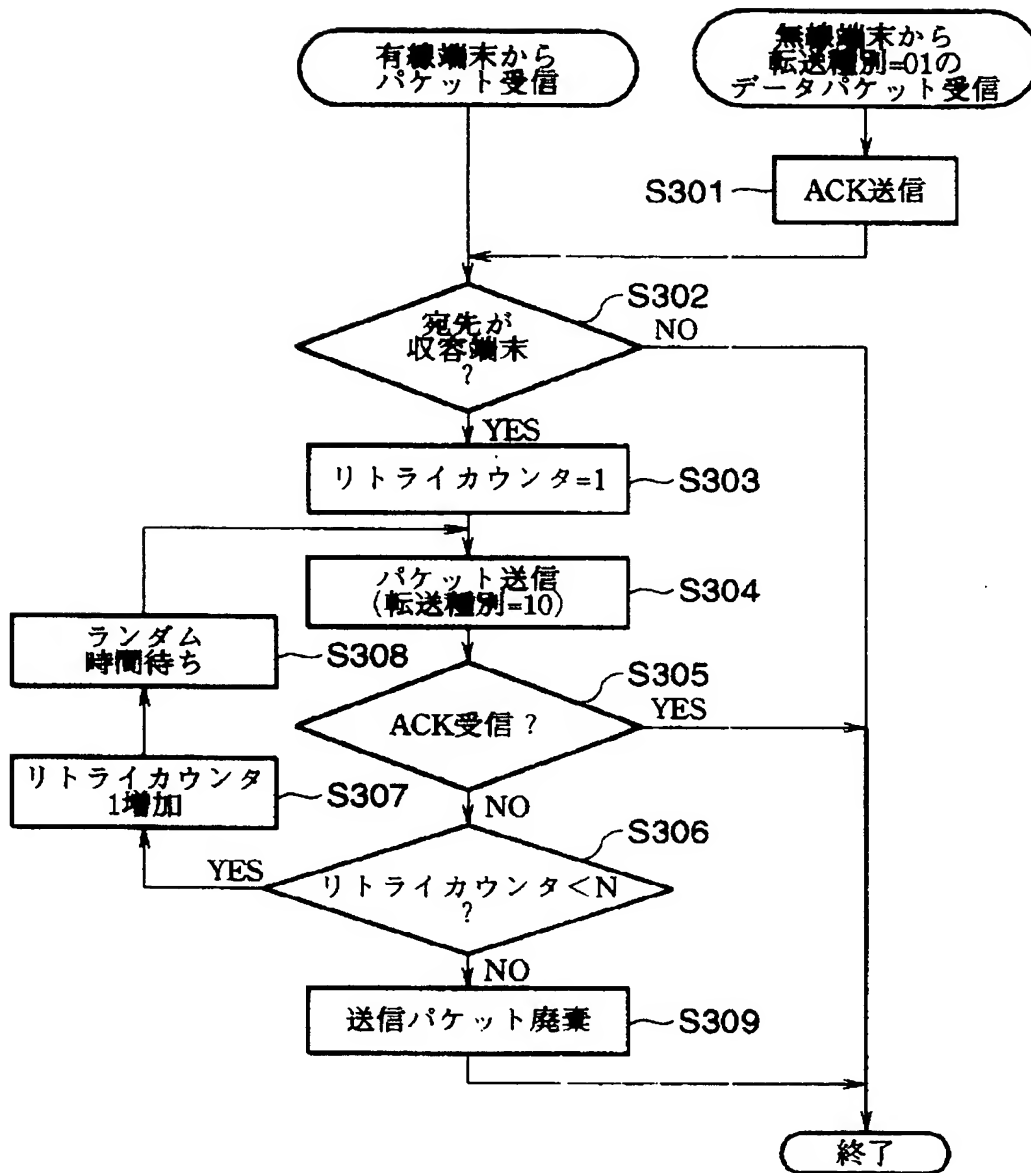 有線端末から
パケット受信
無線端末から
転送種別=01の
データパケット受信
S301
ACK送信
S302
宛先が
収容端末
?
NO
YES
リトライカウンタ=1
S303
パケット送信
(転送種別=10)
S304
ランダム
時間待ち
S308
S305
ACK受信?
YES
リトライカウンタ
1増加
S307
NO
S306
YES
リトライカウンタ<N
?
NO
送信パケット廃棄
S309
終了